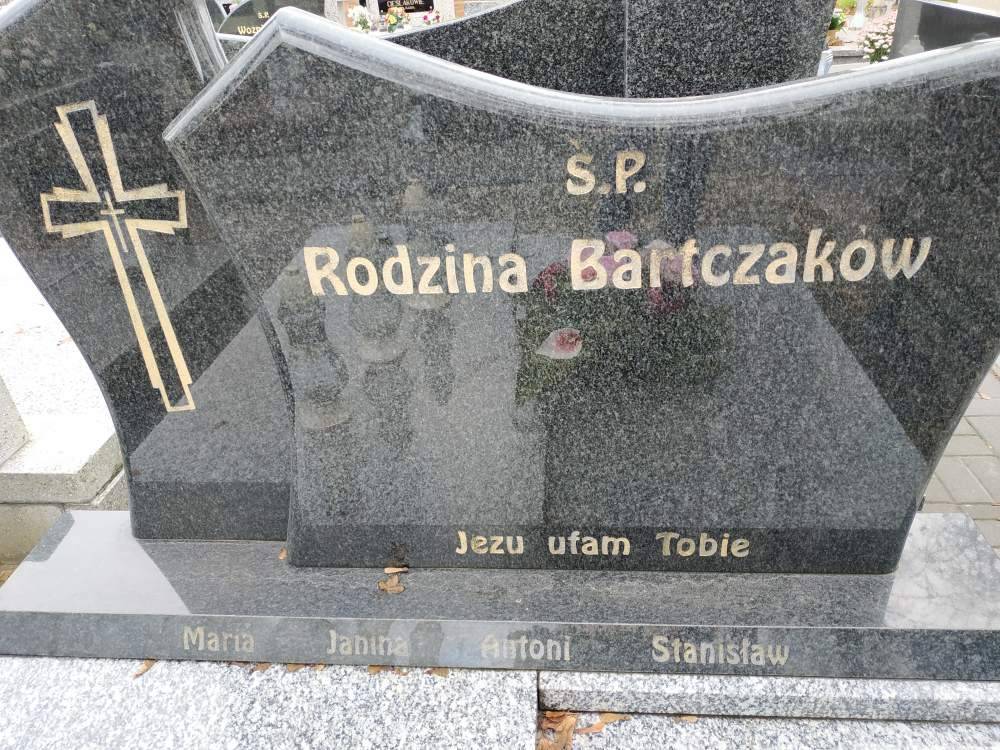 Ś.P.
Rodzina Bartczaków
Jezu ufam Tobie
Maria Janina Antoni Stanisław